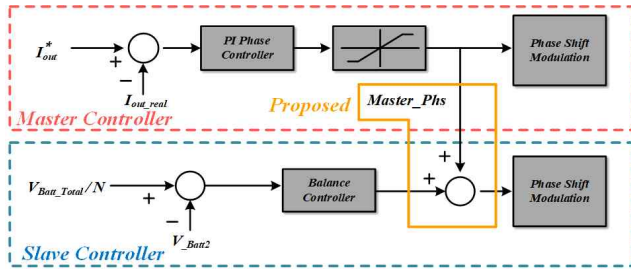 I*out
+
−
Iout_real
PI Phase
Controller
Phase Shift
Modulation
Proposed
Master_Phs
Master Controller
VBatt_Total/N
+
−
V_Batt2
Balance
Controller
+
+
Phase Shift
Modulation
Slave Controller